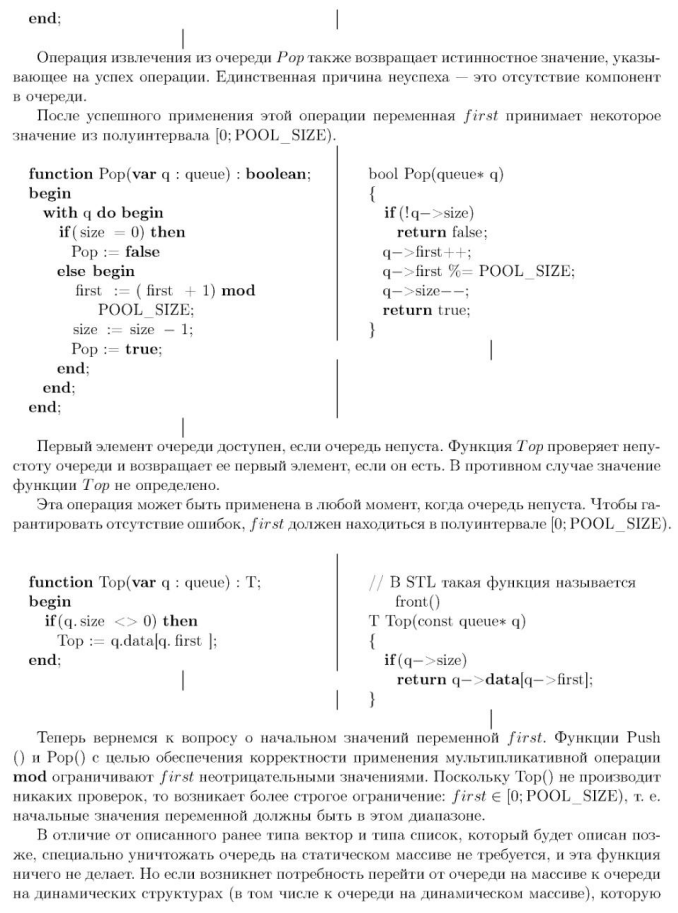 end;
Операция извлечения из очереди Pop также возвращает истинностное значение, указы-
вающее на успех операции. Единственная причина неуспеха — это отсутствие компонент
в очереди.
После успешного применения этой операции переменная first принимает некоторое
значение из полуинтервала [0; POOL_SIZE).
function Pop(var q : queue) : boolean;
begin
with q do begin
if( size = 0) then
Pop := false
else begin
first := ( first + 1) mod
POOL_SIZE;
size := size − 1;
Pop := true;
end;
end;
end;
bool Pop(queue* q)
{
if(!q−>size)
return false;
q−>first++;
q−>first %= POOL_SIZE;
q−>size−−;
return true;
}
Первый элемент очереди доступен, если очередь непуста. Функция Top проверяет непу-
стоту очереди и возвращает ее первый элемент, если он есть. В противном случае значение
функции Top не определено.
Эта операция может быть применена в любой момент, когда очередь непуста. Чтобы га-
рантировать отсутствие ошибок, first должен находиться в полуинтервале [0; POOL_SIZE).
function Top(var q : queue) : T;
begin
if(q. size <> 0) then
Top := q.data[q. first ];
end;
// В STL такая функция называется
front()
T Top(const queue* q)
{
if(q−>size)
return q−>data[q−>first];
}
Теперь вернемся к вопросу о начальном значений переменной first. Функции Push
() и Pop() с целью обеспечения корректности применения мультипликативной операции
mod ограничивают first неотрицательными значениями. Поскольку Top() не производит
никаких проверок, то возникает более строгое ограничение: first ∈ [0; POOL_SIZE), т. е.
начальные значения переменной должны быть в этом диапазоне.
В отличие от описанного ранее типа вектор и типа список, который будет описан поз-
же, специально уничтожать очередь на статическом массиве не требуется, и эта функция
ничего не делает. Но если возникнет потребность перейти от очереди на массиве к очереди
на динамических структурах (в том числе к очереди на динамическом массиве), которую